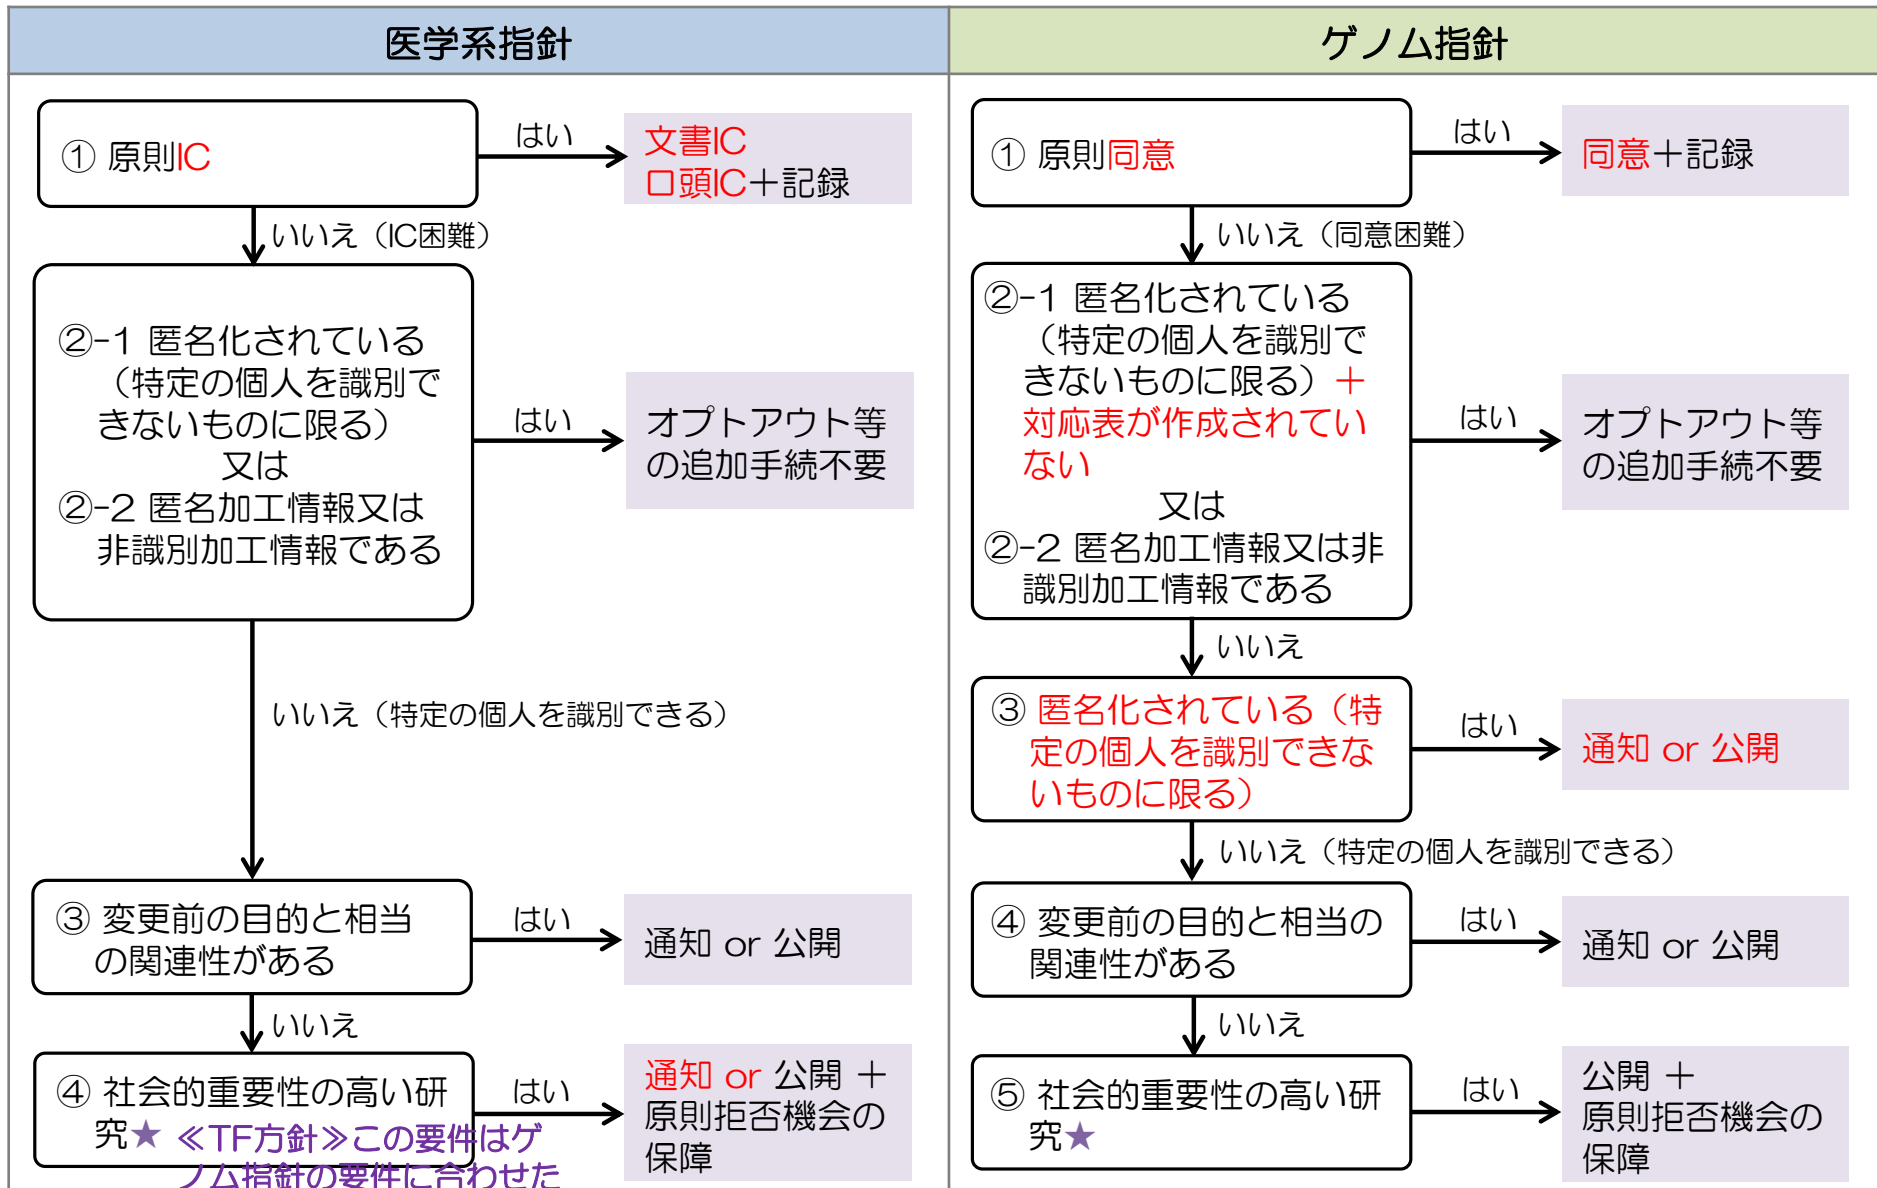 医学系指針
① 原則IC
はい
文書IC
口頭IC＋記録
いいえ（IC困難）
②-1 匿名化されている
（特定の個人を識別で
きないものに限る）
又は
②-2 匿名加工情報又は
非識別加工情報である
はい
オプトアウト等
の追加手続不要
いいえ（特定の個人を識別できる）
③ 変更前の目的と相当
の関連性がある
はい
通知 or 公開
いいえ
④ 社会的重要性の高い研
究★
≪TF方針≫この要件はゲ
ノム指針の要件に合わせた
はい
通知 or 公開 ＋
原則拒否機会の
保障
ゲノム指針
① 原則同意
はい
同意＋記録
いいえ（同意困難）
②-1 匿名化されている
（特定の個人を識別で
きないものに限る）＋
対応表が作成されてい
ない
又は
②-2 匿名加工情報又は非
識別加工情報である
はい
オプトアウト等
の追加手続不要
いいえ
③ 匿名化されている（特
定の個人を識別できな
いものに限る）
はい
通知 or 公開
いいえ（特定の個人を識別できる）
④ 変更前の目的と相当の
関連性がある
はい
通知 or 公開
いいえ
⑤ 社会的重要性の高い研
究★
はい
公開 ＋
原則拒否機会の
保障